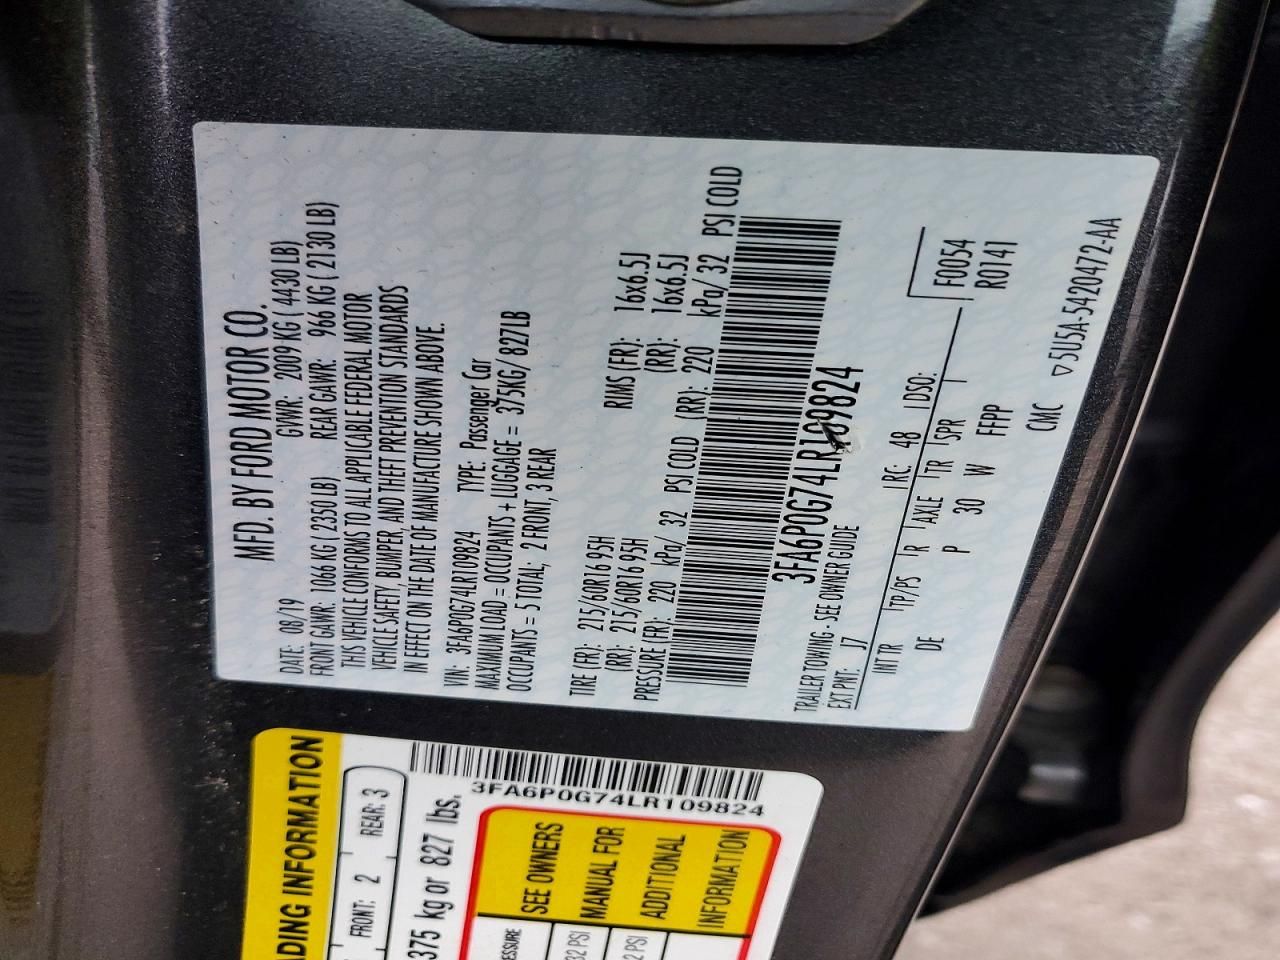 MFD. BY FORD MOTOR CO.
DATE: 08/19 GVWR: 2009 KG ( 4430 LB)
FRONT GAWR: 1066 KG ( 2350 LB) REAR GAWR: 966 KG ( 2130 LB)
THIS VEHICLE CONFORMS TO ALL APPLICABLE FEDERAL MOTOR
VEHICLE SAFETY, BUMPER, AND THEFT PREVENTION STANDARDS
IN EFFECT ON THE DATE OF MANUFACTURE SHOWN ABOVE.
VIN: 3FA6P0G74LR109824 TYPE: Passenger Car
MAXIMUM LOAD = OCCUPANTS + LUGGAGE = 375KG/ 827LB
OCCUPANTS = 5 TOTAL; 2 FRONT, 3 REAR
TIRE (FR): 215/60R16 95H RIMS (FR): 16x6.5J
(RR): 215/60R16 95H (RR): 16x6.5J
PRESSURE (FR): 220 kPa/ 32 PSI COLD (RR): 220 kPa/ 32 PSI COLD
3FA6P0G74LR109824
TRAILER TOWING - SEE OWNER GUIDE
EXT PNT: J7 RC: 48 DSO:
INT TR TP/PS R AXLE TR SPR
DE P 30 W FFPP
F0054
R0141
CMC
▽5U5A-5420472-AA
ADING INFORMATION
FRONT: 2 REAR: 3
375 kg or 827 lbs.
3FA6P0G74LR109824
SEE OWNERS
MANUAL FOR
ADDITIONAL
INFORMATION
ESSURE
32 PSI
2 PSI